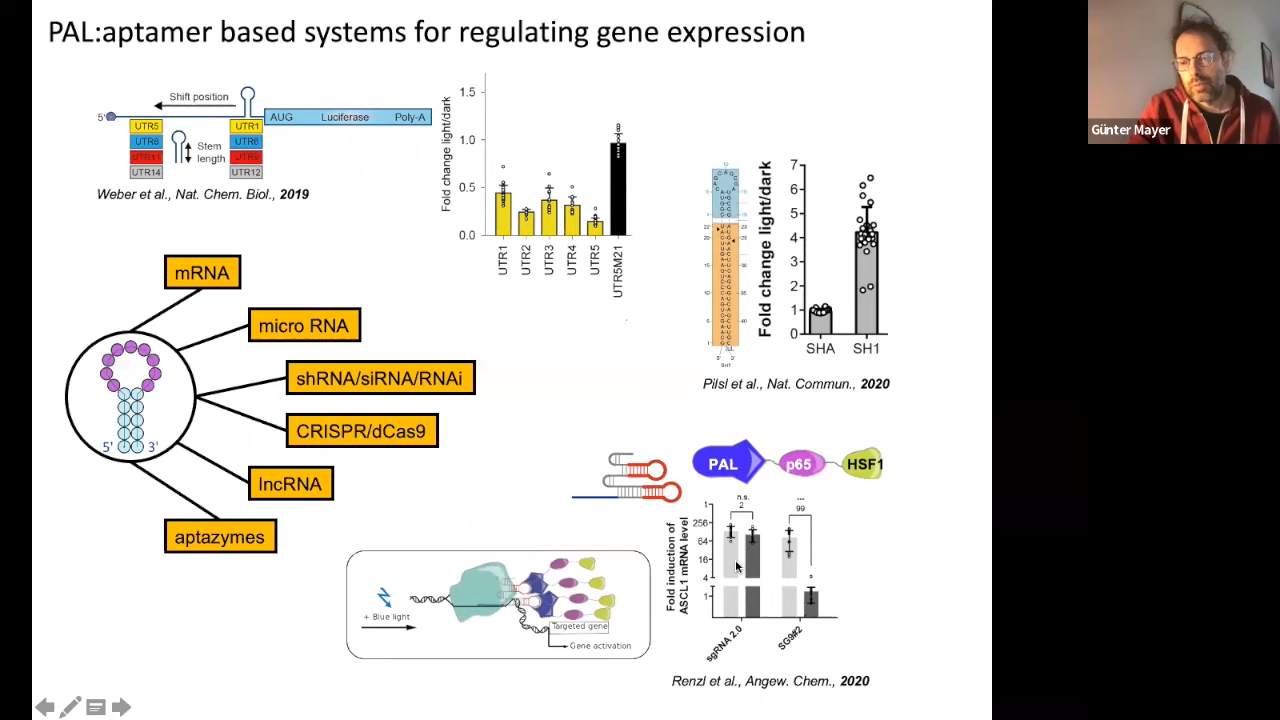 PAL:aptamer based systems for regulating gene expression
Günter Mayer
Shift position
5'
AUG Luciferase Poly-A
UTR5 UTR1
UTR8 UTR6
UTR11 UTR9
UTR14 UTR12
Stem
length
Weber et al., Nat. Chem. Biol., 2019
Fold change light/dark
1.5
1.0
0.5
0.0
UTR1
UTR2
UTR3
UTR4
UTR5
UTR5M21
Fold change light/dark
7
6
5
4
3
2
1
0
SHA SH1
SH1
Pilsl et al., Nat. Commun., 2020
mRNA
micro RNA
shRNA/siRNA/RNAi
CRISPR/dCas9
lncRNA
aptazymes
5' 3'
PAL p65 HSF1
Fold induction of
ASCL1 mRNA level
1
256
64
16
4
1
n.s.
2
99
sgRNA 2.0
SG9#2
+ Blue light
Targeted gene
Gene activation
Renzl et al., Angew. Chem., 2020